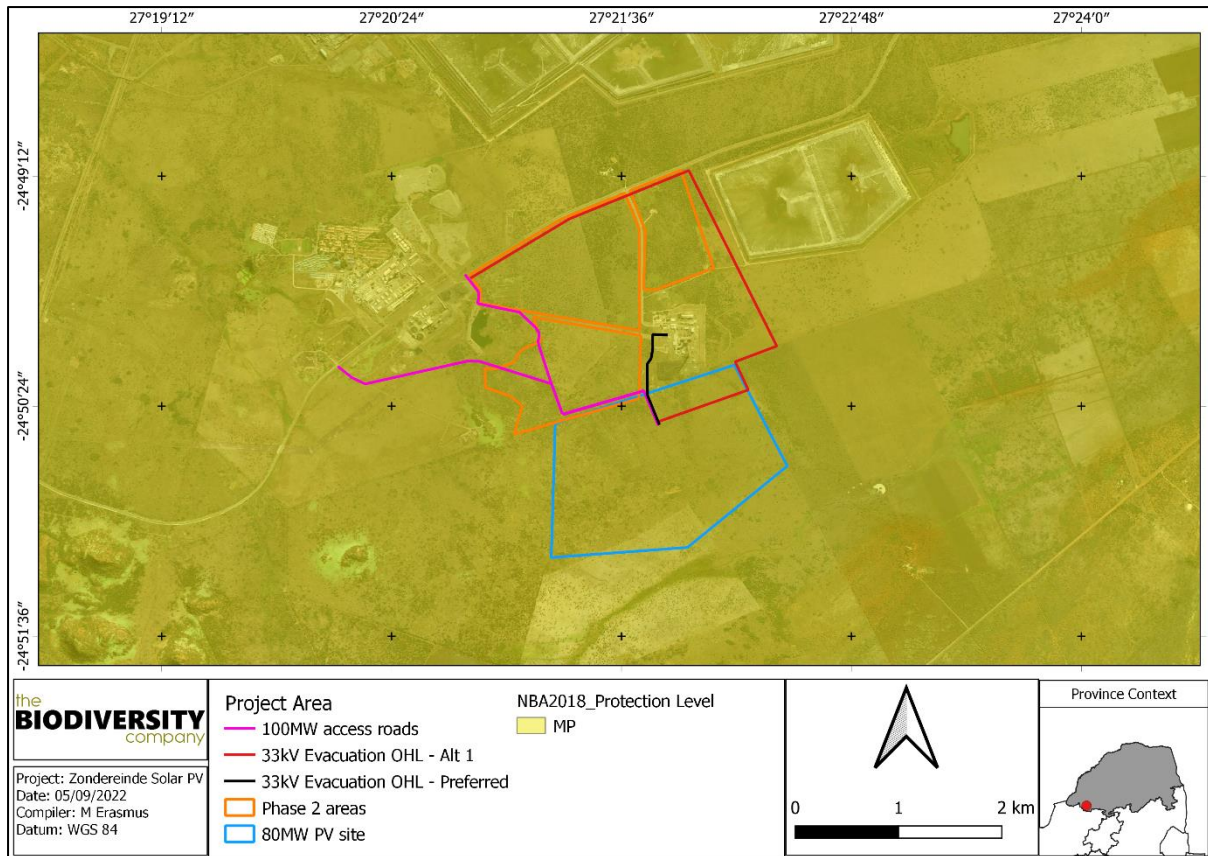 27°19′12″ 27°20′24″ 27°21′36″ 27°22′48″ 27°24′0″
-24°49′12″
-24°50′24″
-24°51′36″
the
BIODIVERSITY
company
Project: Zondereinde Solar PV
Date: 05/09/2022
Compiler: M Erasmus
Datum: WGS 84
Project Area
100MW access roads
33kV Evacuation OHL - Alt 1
33kV Evacuation OHL - Preferred
Phase 2 areas
80MW PV site
NBA2018_Protection Level
MP
0 1 2 km
Province Context